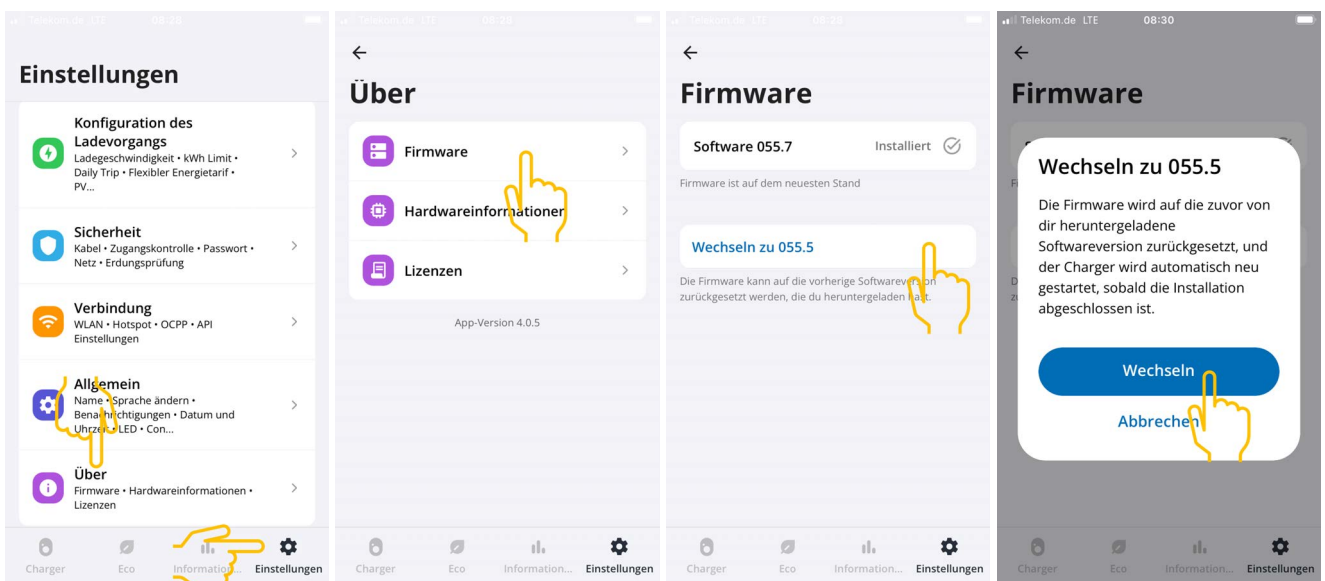 Telekom.de LTE 08:28
Einstellungen
Konfiguration des
Ladevorgangs
Ladegeschwindigkeit • kWh Limit •
Daily Trip • Flexibler Energietarif •
PV...
Sicherheit
Kabel • Zugangskontrolle • Passwort •
Netz • Erdungsprüfung
Verbindung
WLAN • Hotspot • OCPP • API
Einstellungen
Allgemein
Name • Sprache ändern •
Benachrichtigungen • Datum und
Uhrzeit • LED • Con...
Über
Firmware • Hardwareinformationen •
Lizenzen
Charger Eco Information... Einstellungen
Telekom.de LTE 08:28
Über
Firmware
Hardwareinformationen
Lizenzen
App-Version 4.0.5
Charger Eco Information... Einstellungen
Telekom.de LTE
Firmware
Software 055.7 Installiert
Firmware ist auf dem neuesten Stand
Wechseln zu 055.5
Die Firmware kann auf die vorherige Softwareversion
zurückgesetzt werden, die du heruntergeladen hast.
Charger Eco Information... Einstellungen
Telekom.de LTE 08:30
Firmware
Wechseln zu 055.5
Die Firmware wird auf die zuvor von
dir heruntergeladene
Softwareversion zurückgesetzt, und
der Charger wird automatisch neu
gestartet, sobald die Installation
abgeschlossen ist.
Wechseln
Abbrechen
Charger Eco Information... Einstellungen